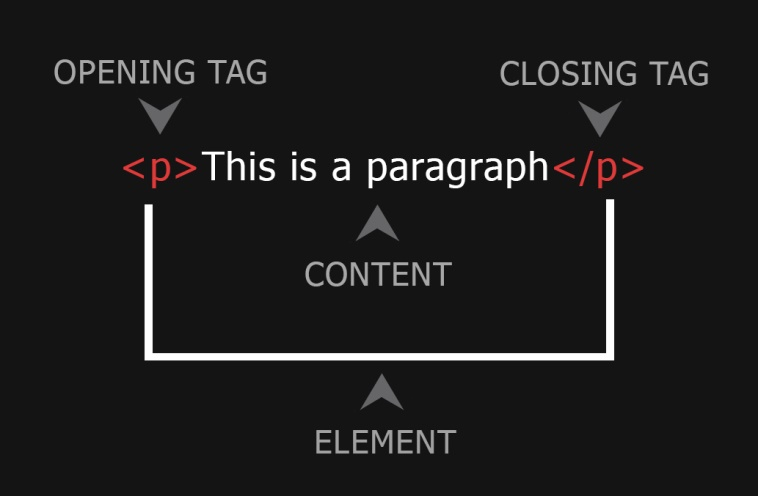 OPENING TAG
CLOSING TAG
<p>This is a paragraph</p>
CONTENT
ELEMENT